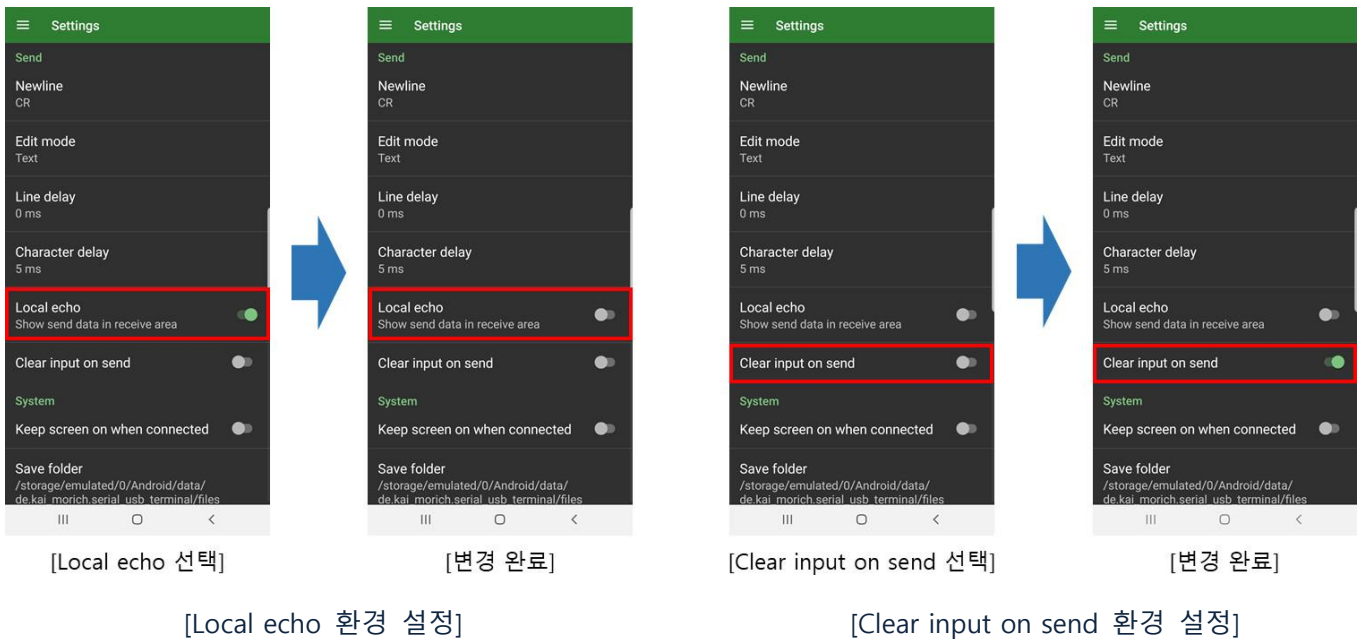 Settings
Send
Newline
CR
Edit mode
Text
Line delay
0 ms
Character delay
5 ms
Local echo
Show send data in receive area
Clear input on send
System
Keep screen on when connected
Save folder
/storage/emulated/0/Android/data/
de.kai_morich.serial_usb_terminal/files
[Local echo 선택]
Settings
Send
Newline
CR
Edit mode
Text
Line delay
0 ms
Character delay
5 ms
Local echo
Show send data in receive area
Clear input on send
System
Keep screen on when connected
Save folder
/storage/emulated/0/Android/data/
de.kai_morich.serial_usb_terminal/files
[변경 완료]
[Local echo 환경 설정]
Settings
Send
Newline
CR
Edit mode
Text
Line delay
0 ms
Character delay
5 ms
Local echo
Show send data in receive area
Clear input on send
System
Keep screen on when connected
Save folder
/storage/emulated/0/Android/data/
de.kai_morich.serial_usb_terminal/files
[Clear input on send 선택]
Settings
Send
Newline
CR
Edit mode
Text
Line delay
0 ms
Character delay
5 ms
Local echo
Show send data in receive area
Clear input on send
System
Keep screen on when connected
Save folder
/storage/emulated/0/Android/data/
de.kai_morich.serial_usb_terminal/files
[변경 완료]
[Clear input on send 환경 설정]